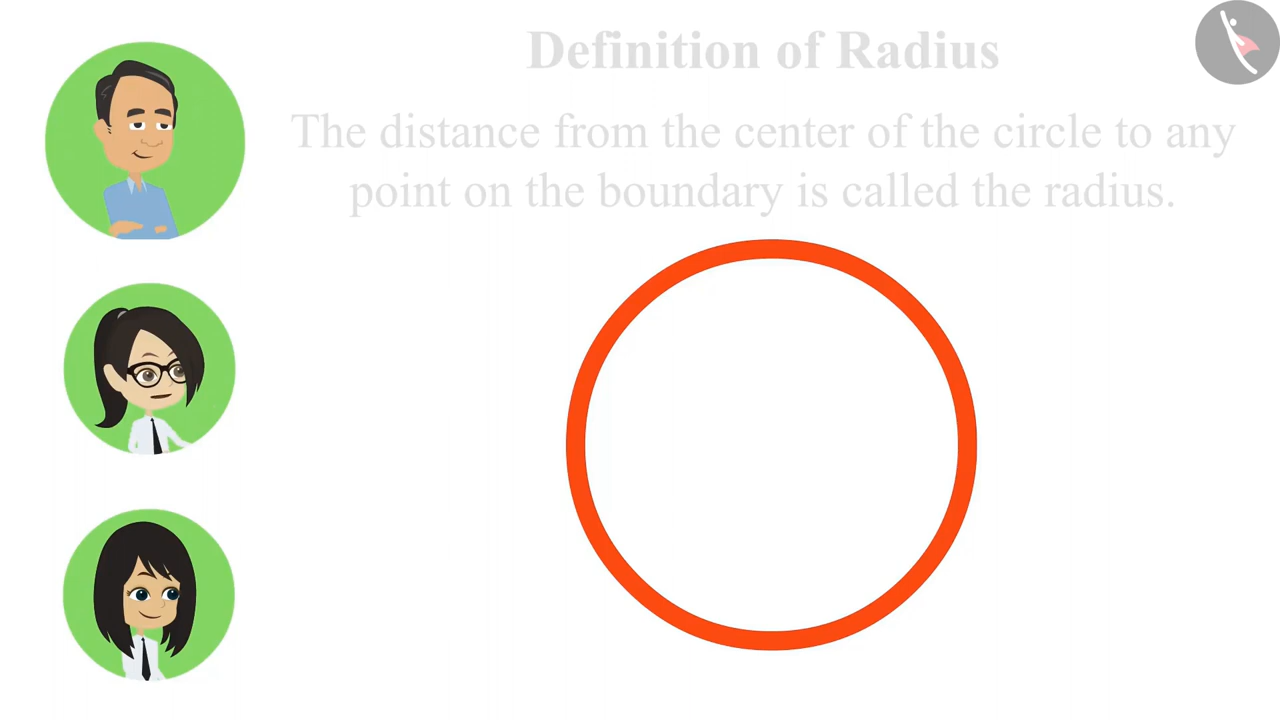 Definition of Radius
The distance from the center of the circle to any
point on the boundary is called the radius.